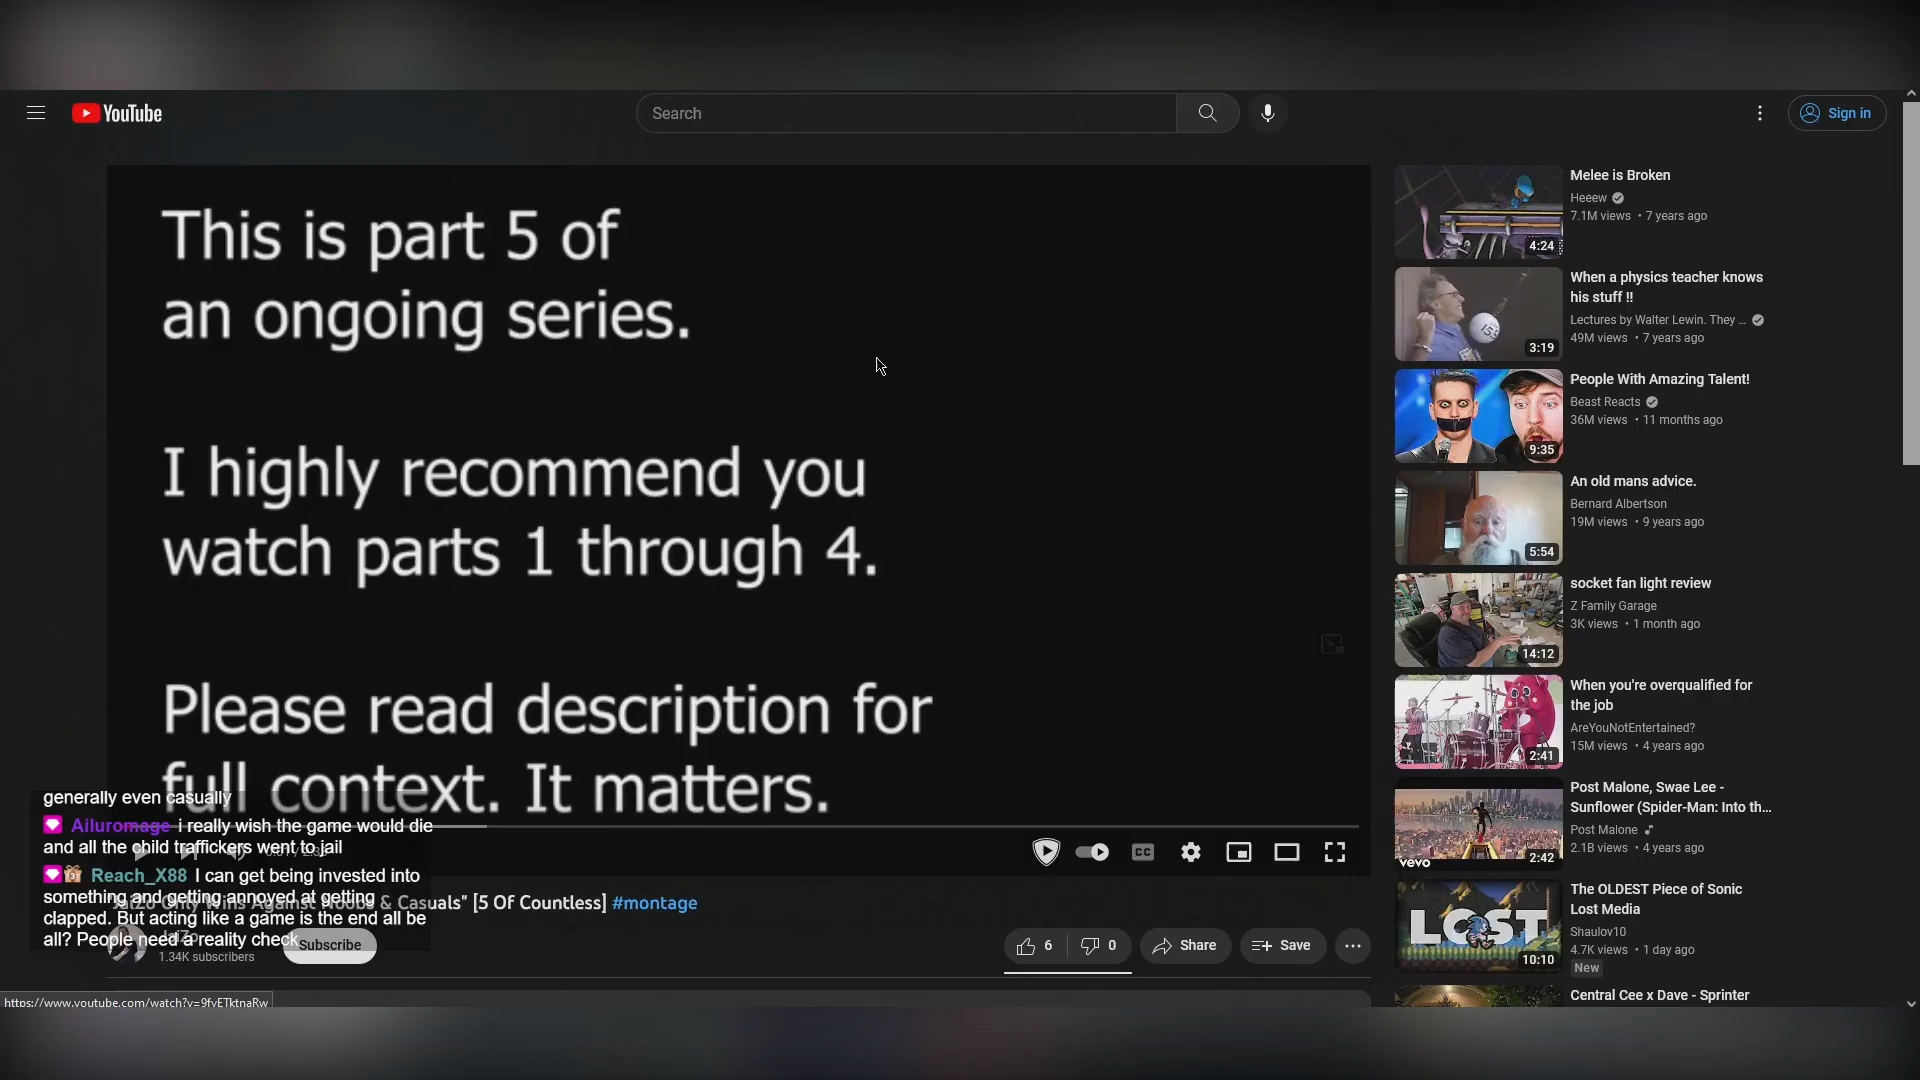 YouTube
Search
Sign in
This is part 5 of
an ongoing series.
I highly recommend you
watch parts 1 through 4.
Please read description for
full context. It matters.
generally even casually
Ailuromage i really wish the game would die
and all the child traffickers went to jail
Reach_X88 I can get being invested into
something and getting annoyed at getting
clapped. But acting like a game is the end all be
all? People need a reality check
CC
Only Wins Against Noobs & Casuals" [5 Of Countless] #montage
1.34K subscribers
Subscribe
6
0
Share
Save
https://www.youtube.com/watch?v=9fvETktnaRw
4:24
Melee is Broken
Heeew
7.1M views • 7 years ago
3:19
When a physics teacher knows
his stuff !!
Lectures by Walter Lewin. They ...
49M views • 7 years ago
9:35
People With Amazing Talent!
Beast Reacts
36M views • 11 months ago
5:54
An old mans advice.
Bernard Albertson
19M views • 9 years ago
14:12
socket fan light review
Z Family Garage
3K views • 1 month ago
2:41
When you're overqualified for
the job
AreYouNotEntertained?
15M views • 4 years ago
vevo
2:42
Post Malone, Swae Lee -
Sunflower (Spider-Man: Into th...
Post Malone
2.1B views • 4 years ago
LOST
10:10
The OLDEST Piece of Sonic
Lost Media
Shaulov10
4.7K views • 1 day ago
New
Central Cee x Dave - Sprinter